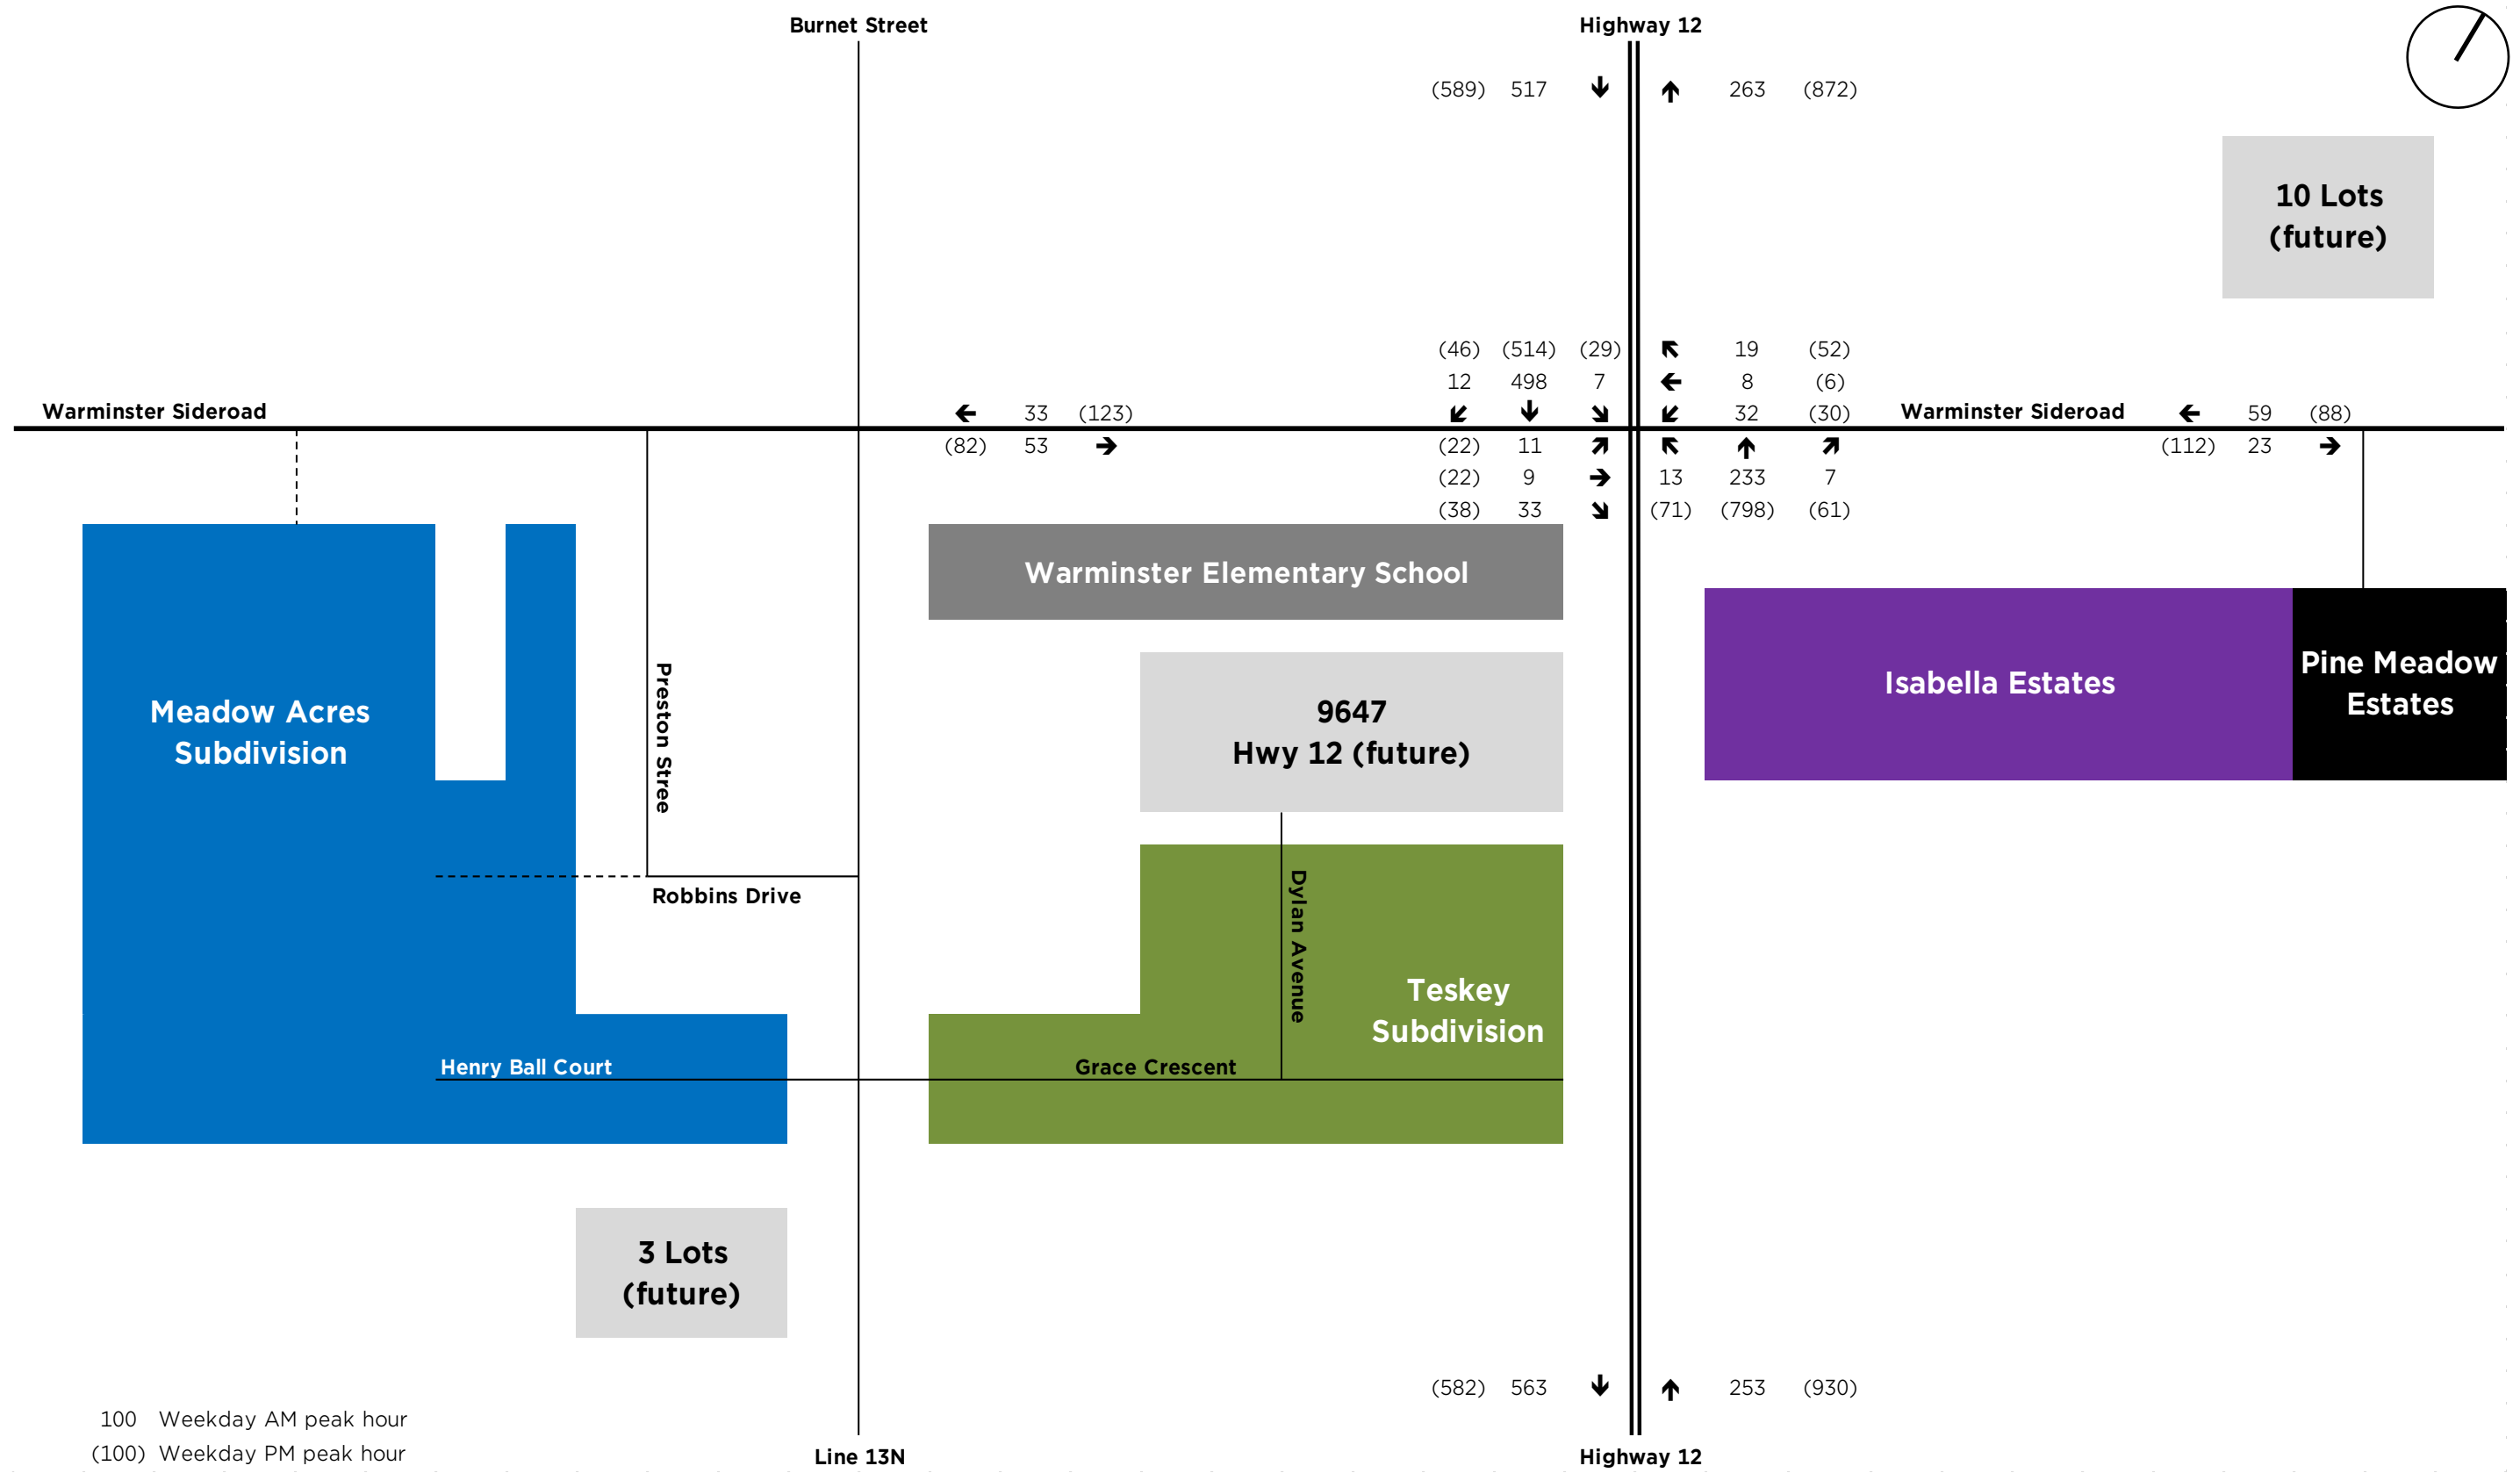 Burnet Street
Highway 12
(589) 517 🡫 🡩 263 (872)
10 Lots
(future)
(46) (514) (29) 🡬 19 (52)
12 498 7 🡨 8 (6)
Warminster Sideroad 🡨 33 (123) 🡯 🡫 🡮 🡯 32 (30) Warminster Sideroad 🡨 59 (88)
(82) 53 🡪 (22) 11 🡭 🡬 🡩 🡭 (112) 23 🡪
(22) 9 🡪 13 233 7
(38) 33 🡮 (71) (798) (61)
Warminster Elementary School
Meadow Acres
Subdivision
Preston Stree
9647
Hwy 12 (future)
Isabella Estates
Pine Meadow
Estates
Robbins Drive
Dylan Avenue
Teskey
Subdivision
Henry Ball Court
Grace Crescent
3 Lots
(future)
(582) 563 🡫 🡩 253 (930)
100 Weekday AM peak hour
(100) Weekday PM peak hour
Line 13N
Highway 12